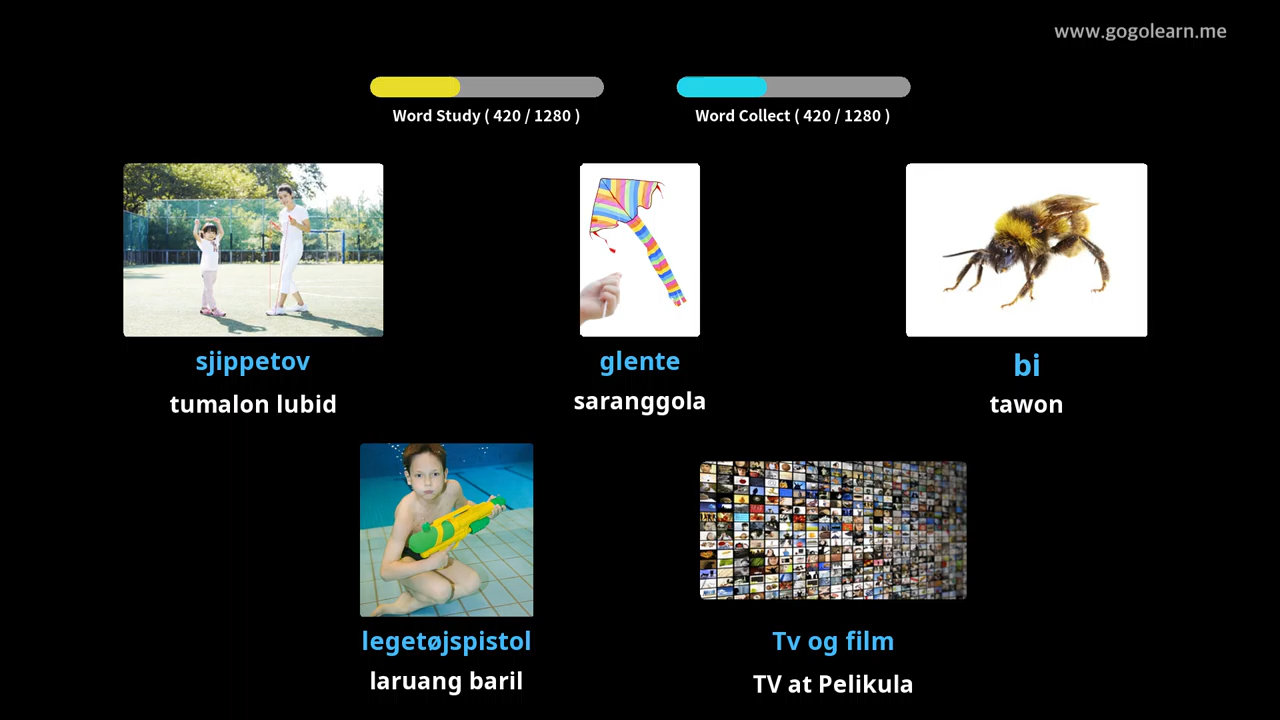 www.gogolearn.me
Word Study ( 420 / 1280 )
Word Collect ( 420 / 1280 )
sjippetov
tumalon lubid
glente
saranggola
bi
tawon
legetøjspistol
laruang baril
Tv og film
TV at Pelikula